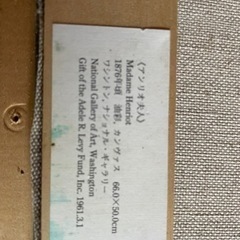 《アンリオ夫人》
Madame Henriot
1876年頃　油彩、カンヴァス　66.0×50.0cm
ワシントン、ナショナル・ギャラリー
National Gallery of Art, Washington
Gift of the Adele R. Levy Fund, Inc. 1961.3.1